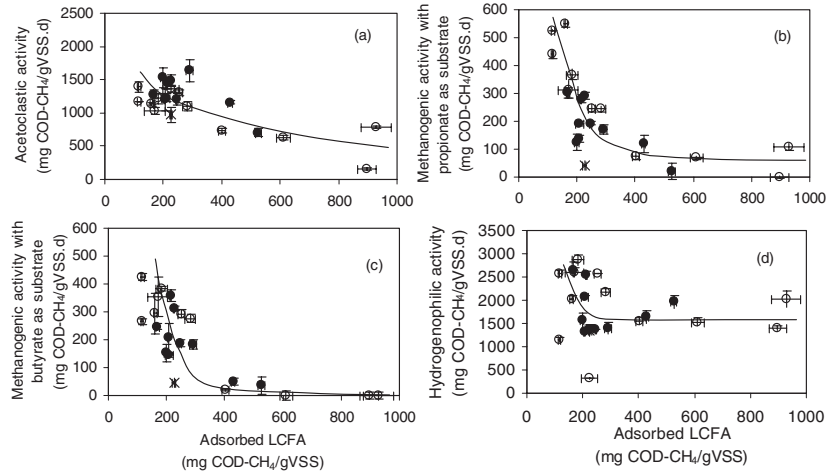 (a)
Acetoclastic activity
(mg COD-CH4/gVSS.d)
2500
2000
1500
1000
500
0
0 200 400 600 800 1000
(b)
Methanogenic activity with
propionate as substrate
(mg COD-CH4/gVSS.d)
600
500
400
300
200
100
0
0 200 400 600 800 1000
(c)
Methanogenic activity with
butyrate as substrate
(mg COD-CH4/gVSS.d)
600
500
400
300
200
100
0
0 200 400 600 800 1000
Adsorbed LCFA
(mg COD-CH4/gVSS)
(d)
Hydrogenophilic activity
(mg COD-CH4/gVSS.d)
3500
3000
2500
2000
1500
1000
500
0
0 200 400 600 800 1000
Adsorbed LCFA
(mg COD-CH4/gVSS)